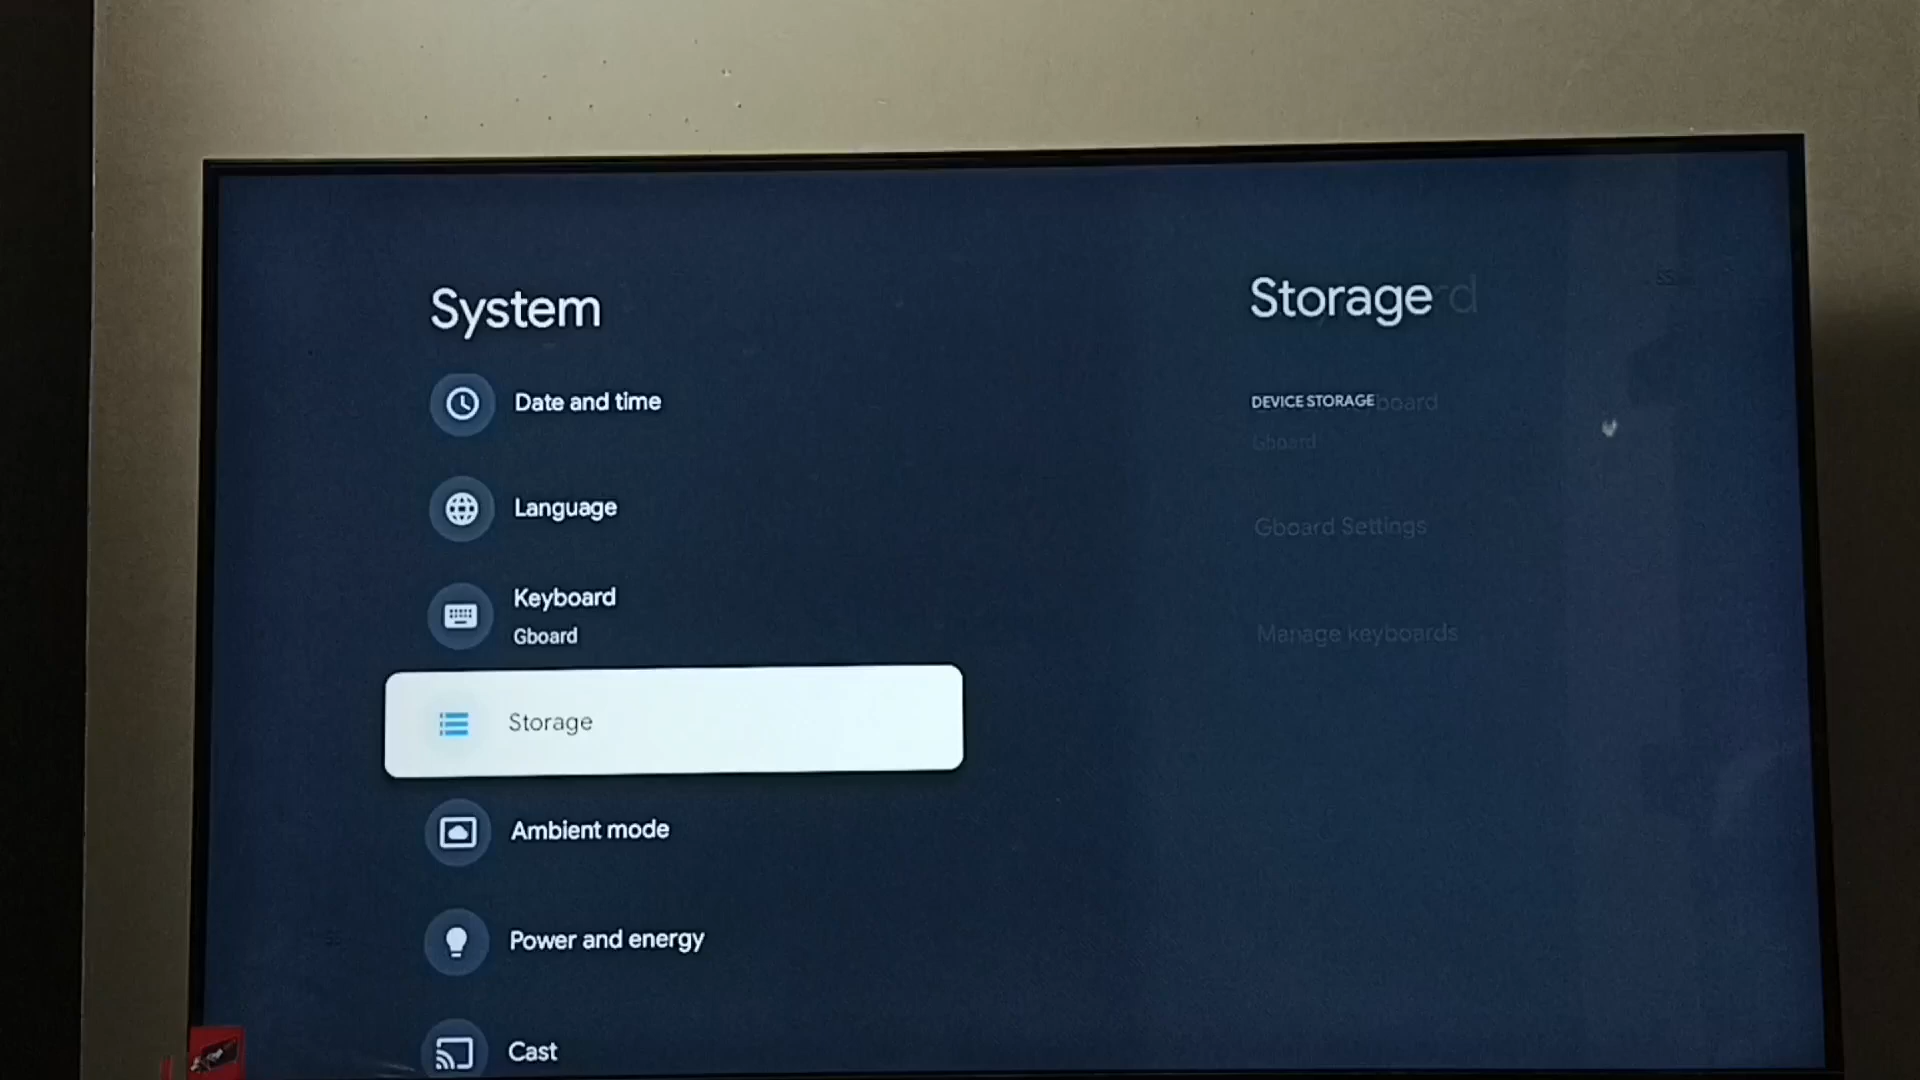 System
Date and time
Language
Keyboard
Gboard
Storage
Ambient mode
Power and energy
Cast
Storage
DEVICE STORAGE
Gboard
Gboard Settings
Manage keyboards